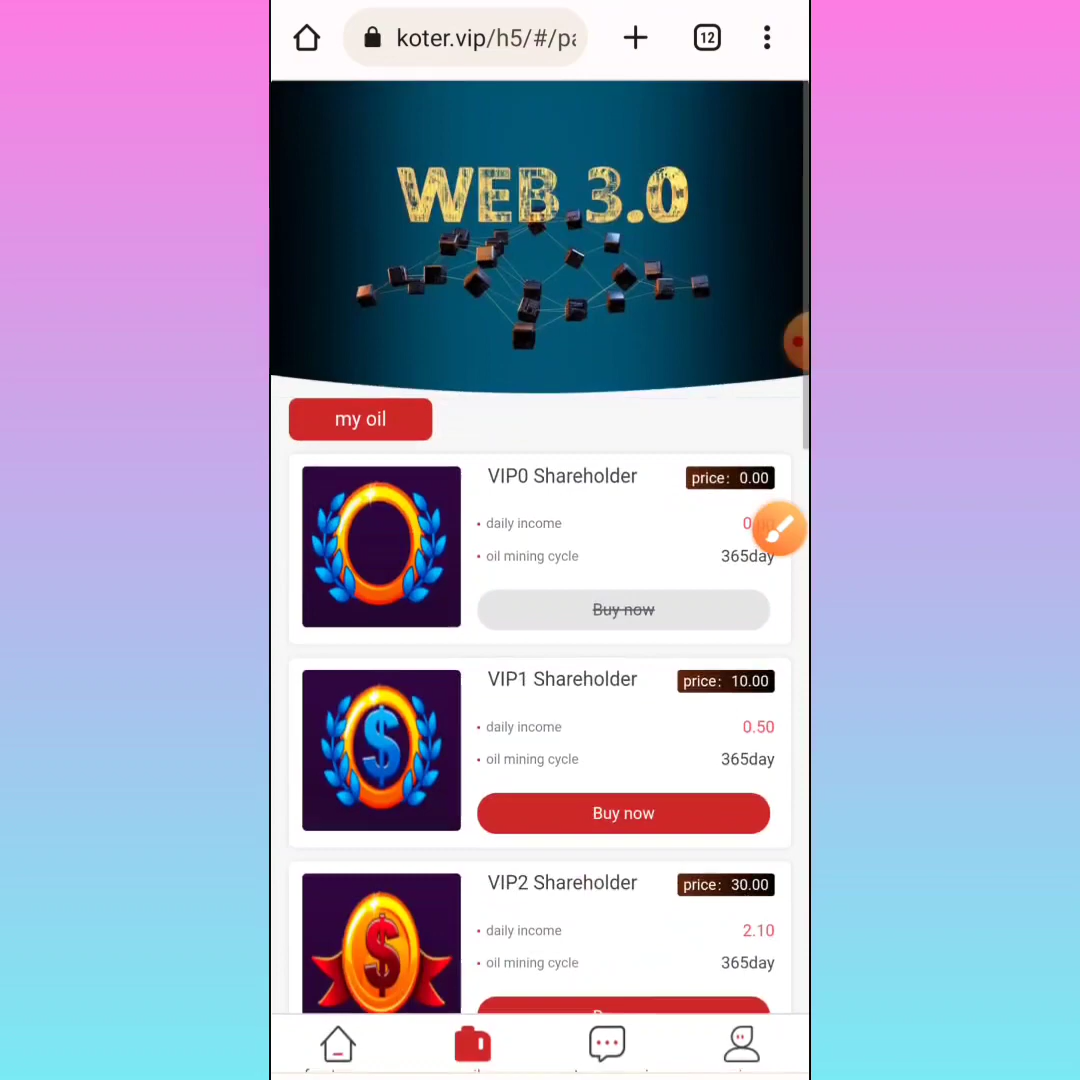 koter.vip/h5/#/pa
12
WEB 3.0
my oil
VIP0 Shareholder
price: 0.00
• daily income
• oil mining cycle 365day
Buy now
VIP1 Shareholder
price: 10.00
• daily income 0.50
• oil mining cycle 365day
Buy now
VIP2 Shareholder
price: 30.00
• daily income 2.10
• oil mining cycle 365day